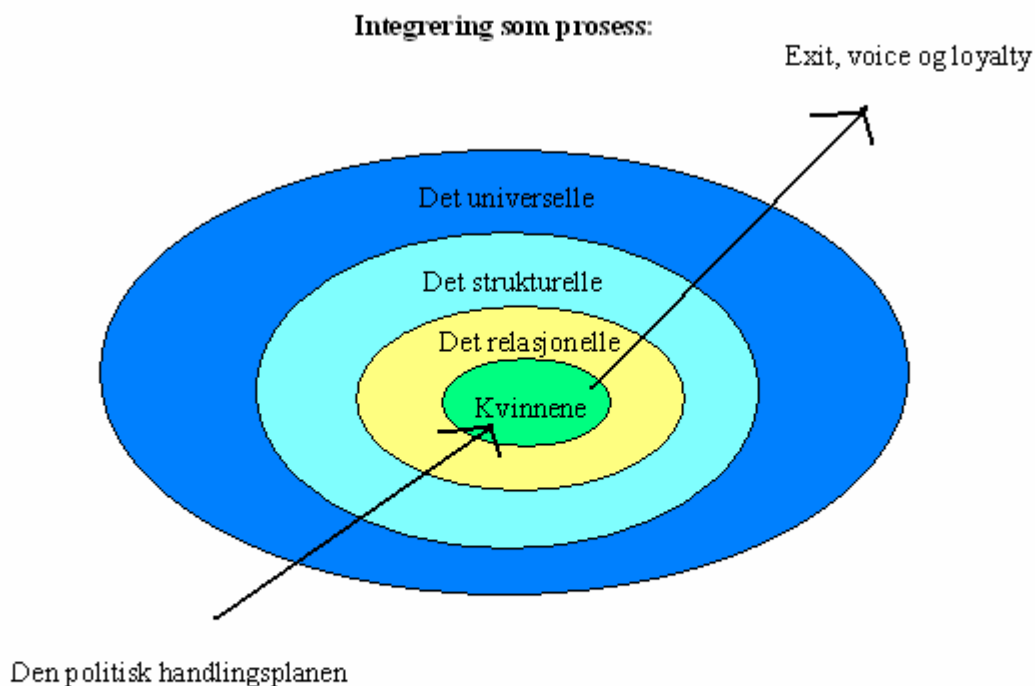 Integrering som prosess:
Exit, voice og loyalty
Det universelle
Det strukturelle
Det relasjonelle
Kvinnene
Den politisk handlingsplanen